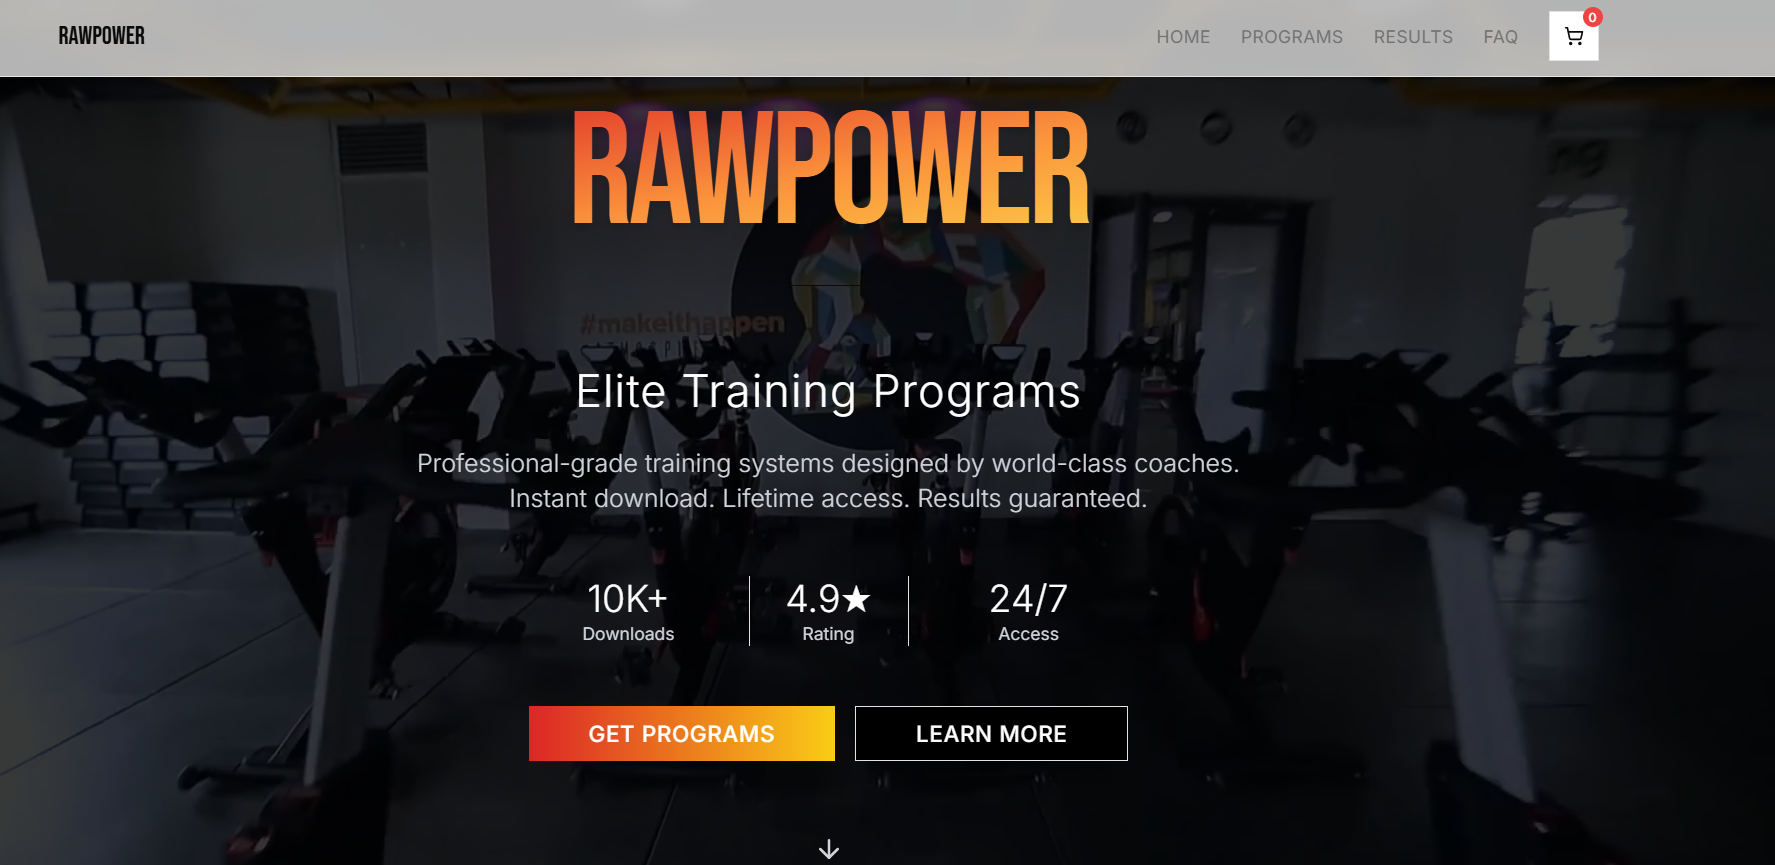 RAWPOWER
HOME PROGRAMS RESULTS FAQ 0
RAWPOWER
#makeithappen
Elite Training Programs
Professional-grade training systems designed by world-class coaches.
Instant download. Lifetime access. Results guaranteed.
10K+ 4.9★ 24/7
Downloads Rating Access
GET PROGRAMS LEARN MORE